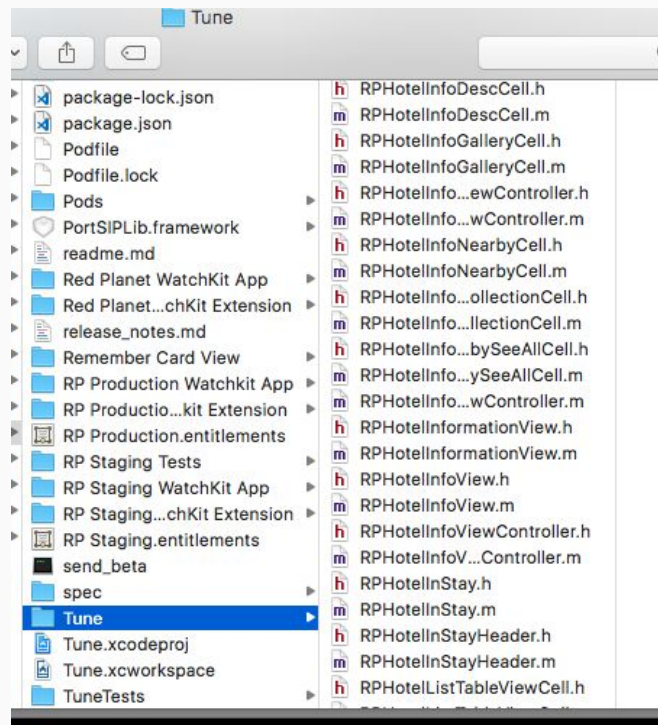 Tune
package-lock.json
package.json
Podfile
Podfile.lock
Pods
PortSIPLib.framework
readme.md
Red Planet WatchKit App
Red Planet...chKit Extension
release_notes.md
Remember Card View
RP Production Watchkit App
RP Productio...kit Extension
RP Production.entitlements
RP Staging Tests
RP Staging WatchKit App
RP Staging...chKit Extension
RP Staging.entitlements
send_beta
spec
Tune
Tune.xcodeproj
Tune.xcworkspace
TuneTests
h RPHotelInfoDescCell.h
m RPHotelInfoDescCell.m
h RPHotelInfoGalleryCell.h
m RPHotelInfoGalleryCell.m
h RPHotelInfo...ewController.h
m RPHotelInfo...wController.m
h RPHotelInfoNearbyCell.h
m RPHotelInfoNearbyCell.m
h RPHotelInfo...ollectionCell.h
m RPHotelInfo...llectionCell.m
h RPHotelInfo...bySeeAllCell.h
m RPHotelInfo...ySeeAllCell.m
m RPHotelInfo...wController.m
h RPHotelInformationView.h
m RPHotelInformationView.m
h RPHotelInfoView.h
m RPHotelInfoView.m
h RPHotelInfoViewController.h
m RPHotelInfoV...Controller.m
h RPHotelInStay.h
m RPHotelInStay.m
h RPHotelInStayHeader.h
m RPHotelInStayHeader.m
h RPHotelListTableViewCell.h